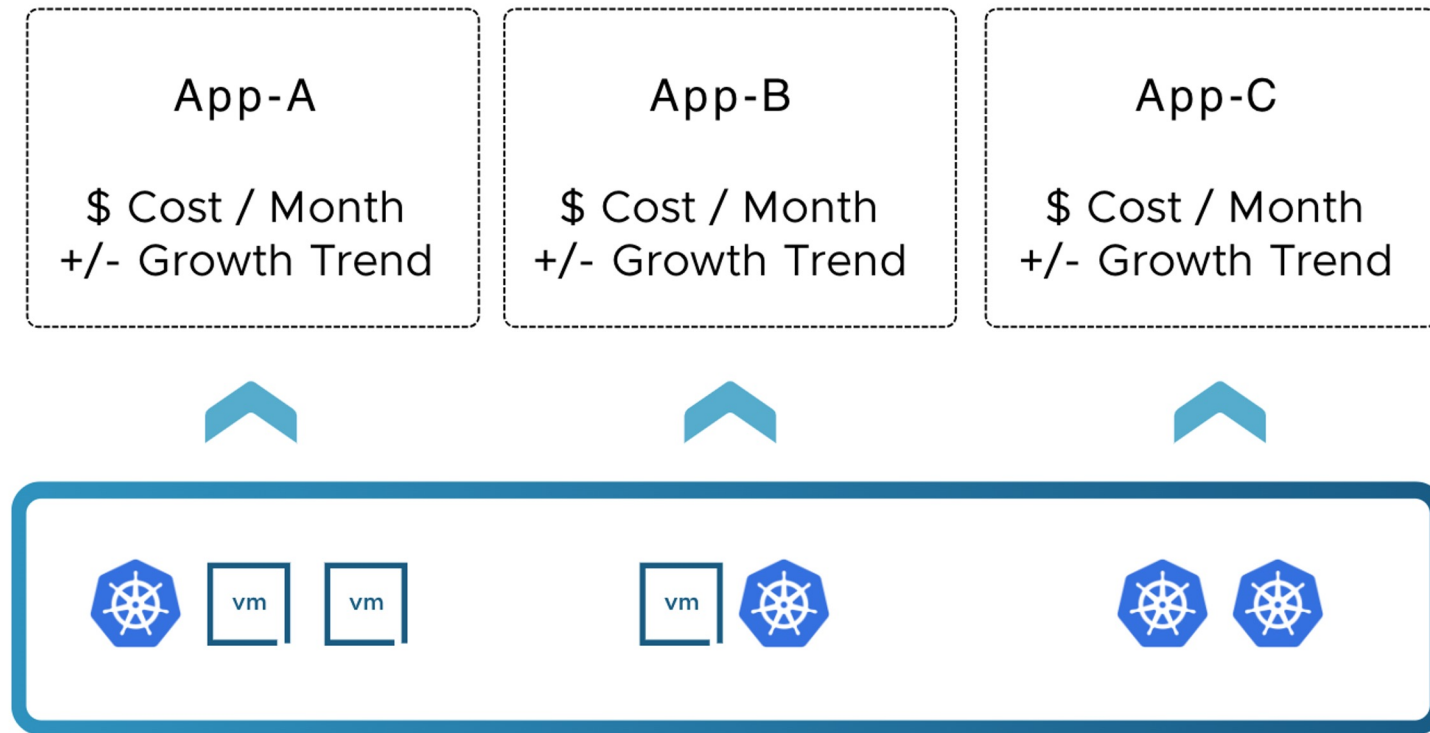 App-A
$ Cost / Month
+/- Growth Trend
App-B
$ Cost / Month
+/- Growth Trend
App-C
$ Cost / Month
+/- Growth Trend
vm
vm
vm